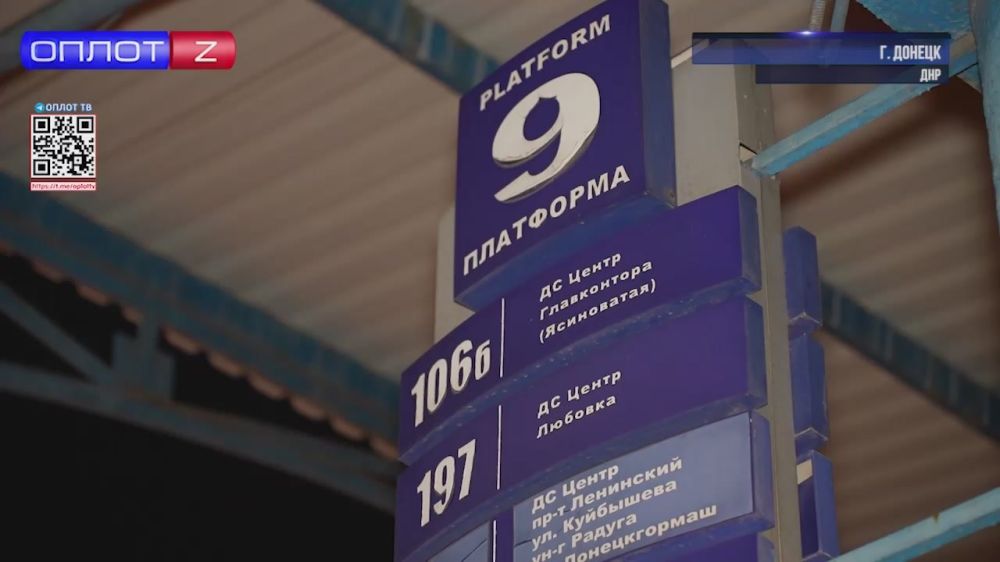 ОПЛОТ Z
ОПЛОТ ТВ
https://t.me/oplottv
Г. ДОНЕЦК
ДНР
PLATFORM
9
ПЛАТФОРМА
106б
ДС Центр
Главконтора
(Ясиноватая)
197
ДС Центр
Любовка
ДС Центр
пр-т Ленинский
ул. Куйбышева
ун-г Радуга
Донецкгормаш